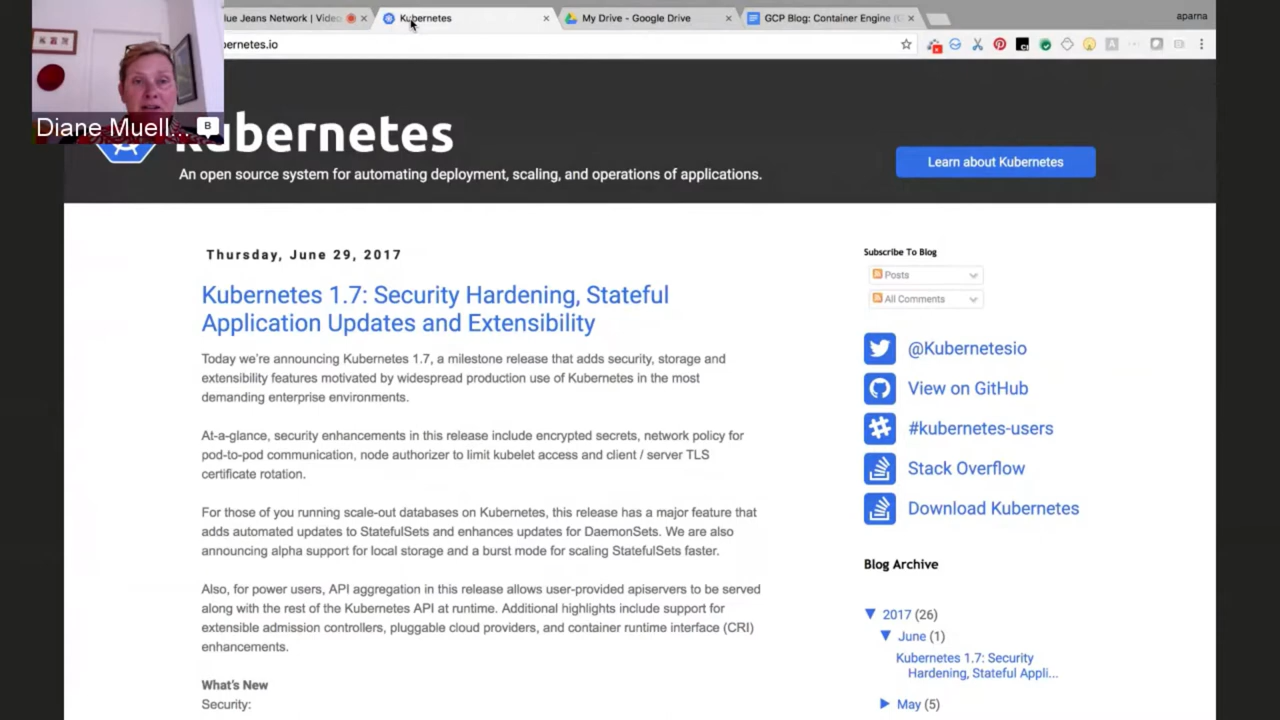 lue Jeans Network | Video
Kubernetes
My Drive - Google Drive
GCP Blog: Container Engine (
aparna
bernetes.io
Diane Muell...
B
kubernetes
An open source system for automating deployment, scaling, and operations of applications.
Learn about Kubernetes
Thursday, June 29, 2017
Kubernetes 1.7: Security Hardening, Stateful
Application Updates and Extensibility
Today we're announcing Kubernetes 1.7, a milestone release that adds security, storage and
extensibility features motivated by widespread production use of Kubernetes in the most
demanding enterprise environments.
At-a-glance, security enhancements in this release include encrypted secrets, network policy for
pod-to-pod communication, node authorizer to limit kubelet access and client / server TLS
certificate rotation.
For those of you running scale-out databases on Kubernetes, this release has a major feature that
adds automated updates to StatefulSets and enhances updates for DaemonSets. We are also
announcing alpha support for local storage and a burst mode for scaling StatefulSets faster.
Also, for power users, API aggregation in this release allows user-provided apiservers to be served
along with the rest of the Kubernetes API at runtime. Additional highlights include support for
extensible admission controllers, pluggable cloud providers, and container runtime interface (CRI)
enhancements.
What's New
Security:
Subscribe To Blog
Posts
All Comments
@Kubernetesio
View on GitHub
#kubernetes-users
Stack Overflow
Download Kubernetes
Blog Archive
▼ 2017 (26)
▼ June (1)
Kubernetes 1.7: Security
Hardening, Stateful Appli...
► May (5)